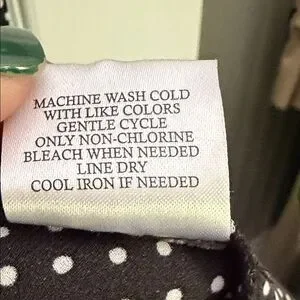 MACHINE WASH COLD
WITH LIKE COLORS
GENTLE CYCLE
ONLY NON-CHLORINE
BLEACH WHEN NEEDED
LINE DRY
COOL IRON IF NEEDED